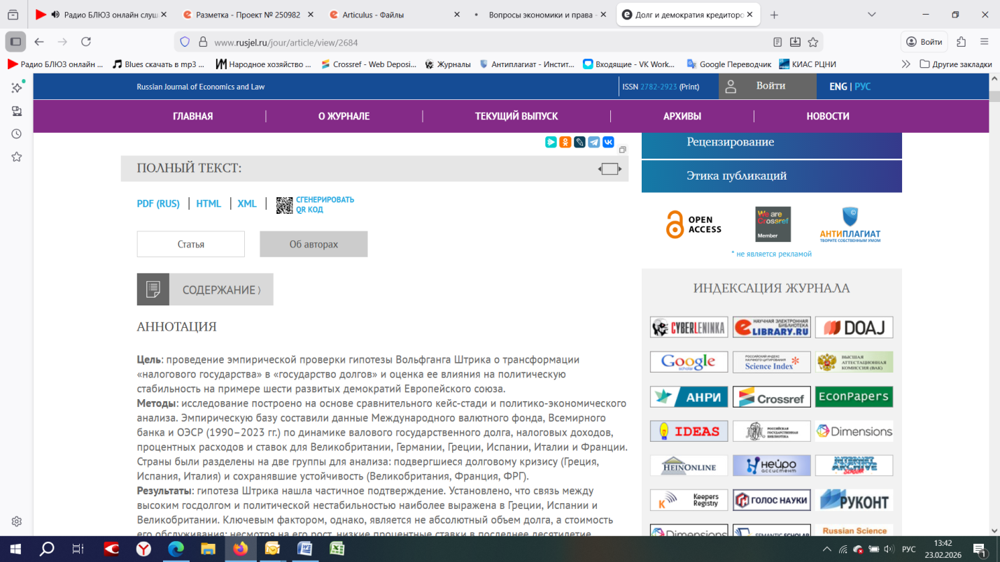 Радио БЛЮЗ онлайн слуш
Разметка - Проект № 250982
Articulus - Файлы
Вопросы экономики и права -
Долг и демократия кредиторо
www.rusjel.ru/jour/article/view/2684
Войти
Радио БЛЮЗ онлайн ...
Blues скачать в mp3 ...
Народное хозяйство ...
Crossref - Web Deposi...
Журналы
Антиплагиат - Инстит...
Входящие - VK Work...
Google Переводчик
КИАС РЦНИ
Другие закладки
Russian Journal of Economics and Law
ISSN 2782-2923 (Print)
Войти
ENG | РУС
ГЛАВНАЯ
О ЖУРНАЛЕ
ТЕКУЩИЙ ВЫПУСК
АРХИВЫ
НОВОСТИ
ПОЛНЫЙ ТЕКСТ:
PDF (RUS) | HTML | XML |
СГЕНЕРИРОВАТЬ
QR КОД
Статья
Об авторах
СОДЕРЖАНИЕ ⟩
АННОТАЦИЯ
Цель: проведение эмпирической проверки гипотезы Вольфганга Штрика о трансформации
«налогового государства» в «государство долгов» и оценка ее влияния на политическую
стабильность на примере шести развитых демократий Европейского союза.
Методы: исследование построено на основе сравнительного кейс-стади и политико-экономического
анализа. Эмпирическую базу составили данные Международного валютного фонда, Всемирного
банка и ОЭСР (1990–2023 гг.) по динамике валового государственного долга, налоговых доходов,
процентных расходов и ставок для Великобритании, Германии, Греции, Испании, Италии и Франции.
Страны были разделены на две группы для анализа: подвергшиеся долговому кризису (Греция,
Испания, Италия) и сохранявшие устойчивость (Великобритания, Франция, ФРГ).
Результаты: гипотеза Штрика нашла частичное подтверждение. Установлено, что связь между
высоким госдолгом и политической нестабильностью наиболее выражена в Греции, Испании и
Великобритании. Ключевым фактором, однако, является не абсолютный объем долга, а стоимость
его обслуживания: несмотря на его рост, низкие процентные ставки в последнее десятилетие
Рецензирование
Этика публикаций
OPEN
ACCESS
We are
Crossref
Member
АНТИПЛАГИАТ
ТВОРИТЕ СОБСТВЕННЫМ УМОМ
* не является рекламой
ИНДЕКСАЦИЯ ЖУРНАЛА
CYBERLENINKA
НАУЧНАЯ ЭЛЕКТРОННАЯ
БИБЛИОТЕКА
eLIBRARY.RU
DOAJ
Google
scholar
РОССИЙСКИЙ ИНДЕКС
НАУЧНОГО ЦИТИРОВАНИЯ
Science Index
ВЫСШАЯ
АТТЕСТАЦИОННАЯ
КОМИССИЯ (ВАК)
АНРИ
Crossref
EconPapers
IDEAS
РОССИЙСКАЯ
ГОСУДАРСТВЕННАЯ
БИБЛИОТЕКА
Dimensions
HEINONLINE
нейро
ассистент
INTERNET
ARCHIVE
SCHOLAR
Keepers
Registry
ГОЛОС НАУКИ
РУКОНТ
Dimensions
SEMANTIC SCHOLAR
Russian Science
РУС
13:42
23.02.2026
1